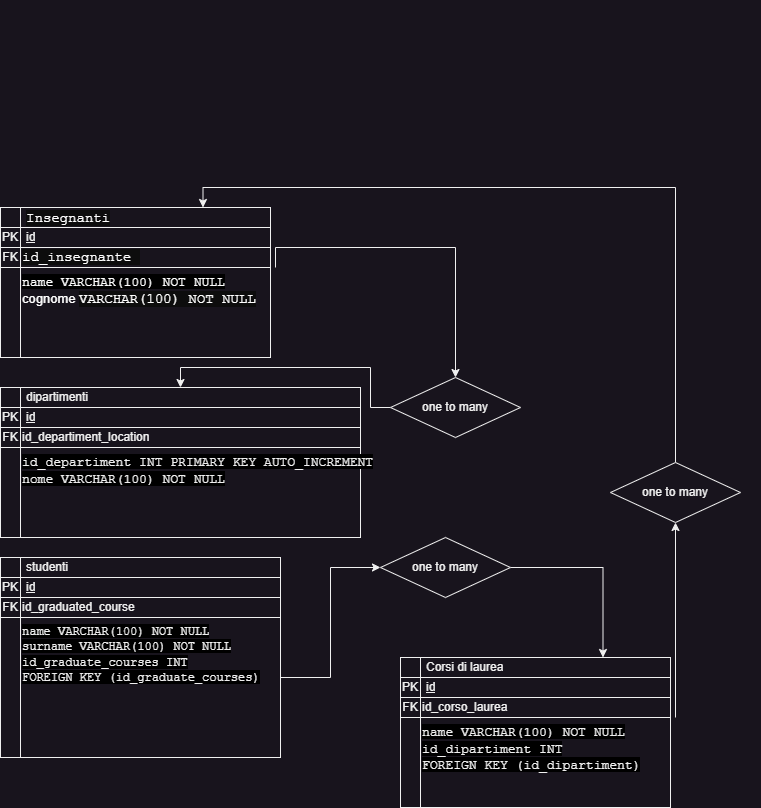 Insegnanti
PK id
FK id_insegnante
name VARCHAR(100) NOT NULL
cognome VARCHAR(100) NOT NULL
dipartimenti
PK id
FK id_department_location
id_departiment INT PRIMARY KEY AUTO_INCREMENT
nome VARCHAR(100) NOT NULL
one to many
one to many
studenti
PK id
FK id_graduated_course
name VARCHAR(100) NOT NULL
surname VARCHAR(100) NOT NULL
id_graduate_courses INT
FOREIGN KEY (id_graduate_courses)
one to many
Corsi di laurea
PK id
FK id_corso_laurea
name VARCHAR(100) NOT NULL
id_dipartiment INT
FOREIGN KEY (id_dipartiment)